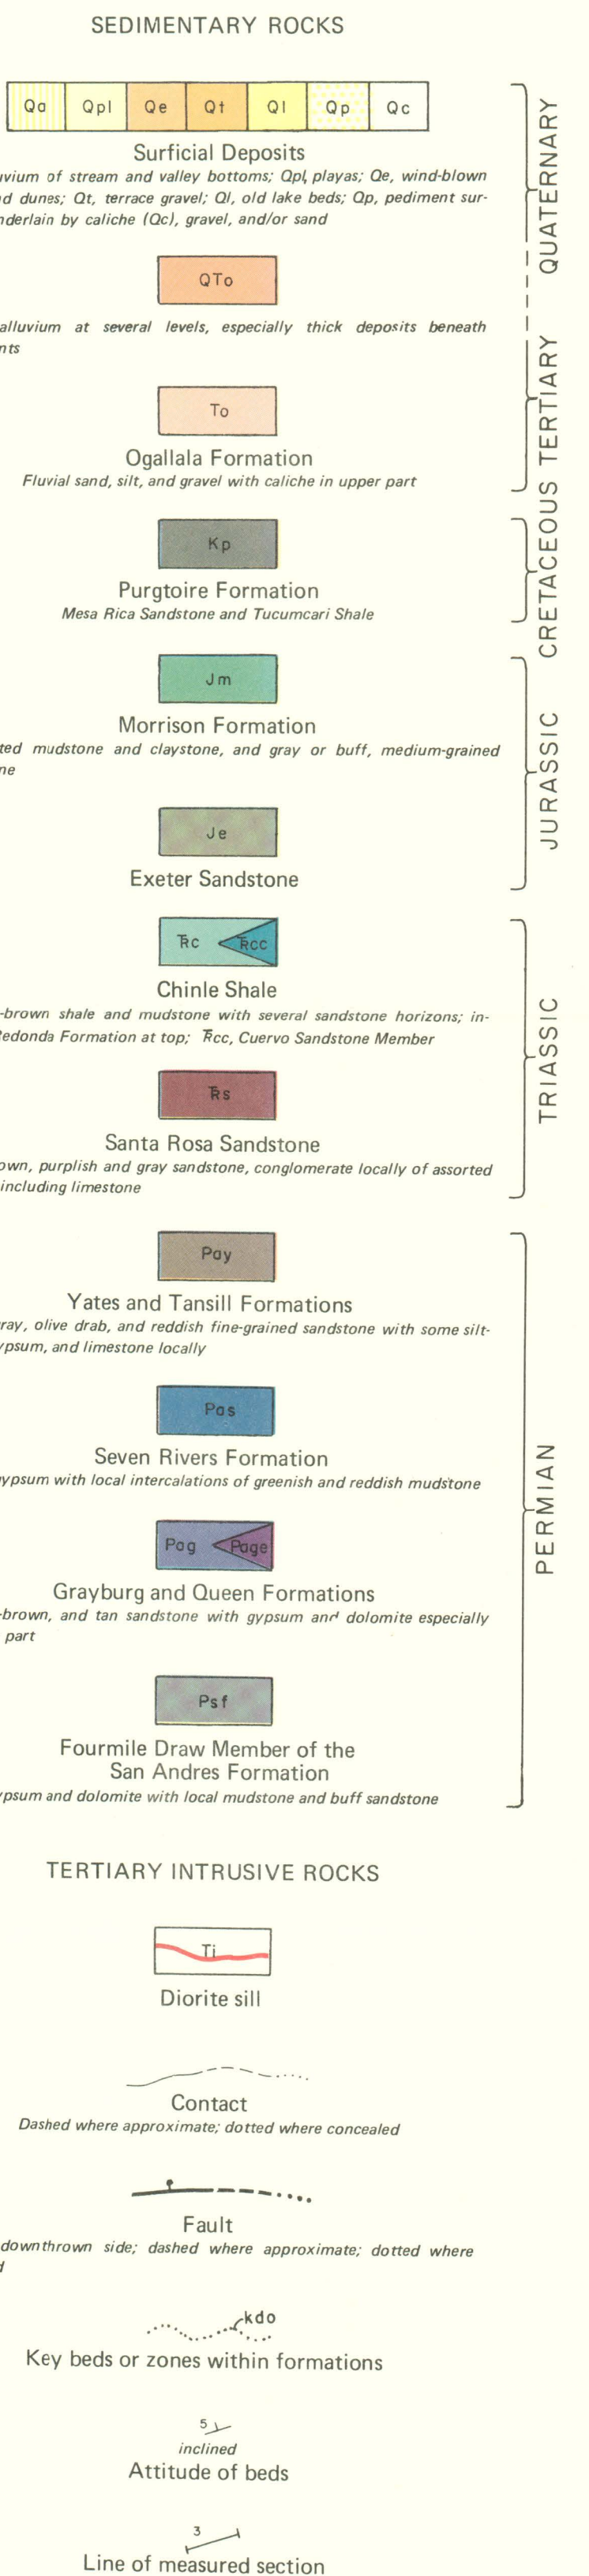 SEDIMENTARY ROCKS
Qa Qpl Qe Qt Ql Qp Qc
Surficial Deposits
vium of stream and valley bottoms; Qpl, playas; Qe, wind-blown
d dunes; Qt, terrace gravel; Ql, old lake beds; Qp, pediment sur-
nderlain by caliche (Qc), gravel, and/or sand
QUATERNARY
QTo
alluvium at several levels, especially thick deposits beneath
nts
To
Ogallala Formation
Fluvial sand, silt, and gravel with caliche in upper part
TERTIARY
Kp
Purgtoire Formation
Mesa Rica Sandstone and Tucumcari Shale
CRETACEOUS
Jm
Morrison Formation
ted mudstone and claystone, and gray or buff, medium-grained
ne
Je
Exeter Sandstone
JURASSIC
TRc TRcc
Chinle Shale
-brown shale and mudstone with several sandstone horizons; in-
edonda Formation at top; TRcc, Cuervo Sandstone Member
TRs
Santa Rosa Sandstone
own, purplish and gray sandstone, conglomerate locally of assorted
including limestone
TRIASSIC
Pay
Yates and Tansill Formations
ray, olive drab, and reddish fine-grained sandstone with some silt-
ypsum, and limestone locally
Pas
Seven Rivers Formation
ypsum with local intercalations of greenish and reddish mudstone
Pag Page
Grayburg and Queen Formations
-brown, and tan sandstone with gypsum and dolomite especially
part
Psf
Fourmile Draw Member of the
San Andres Formation
ypsum and dolomite with local mudstone and buff sandstone
PERMIAN
TERTIARY INTRUSIVE ROCKS
Ti
Diorite sill
Contact
Dashed where approximate; dotted where concealed
Fault
downthrown side; dashed where approximate; dotted where
d
kdo
Key beds or zones within formations
5
inclined
Attitude of beds
3
Line of measured section